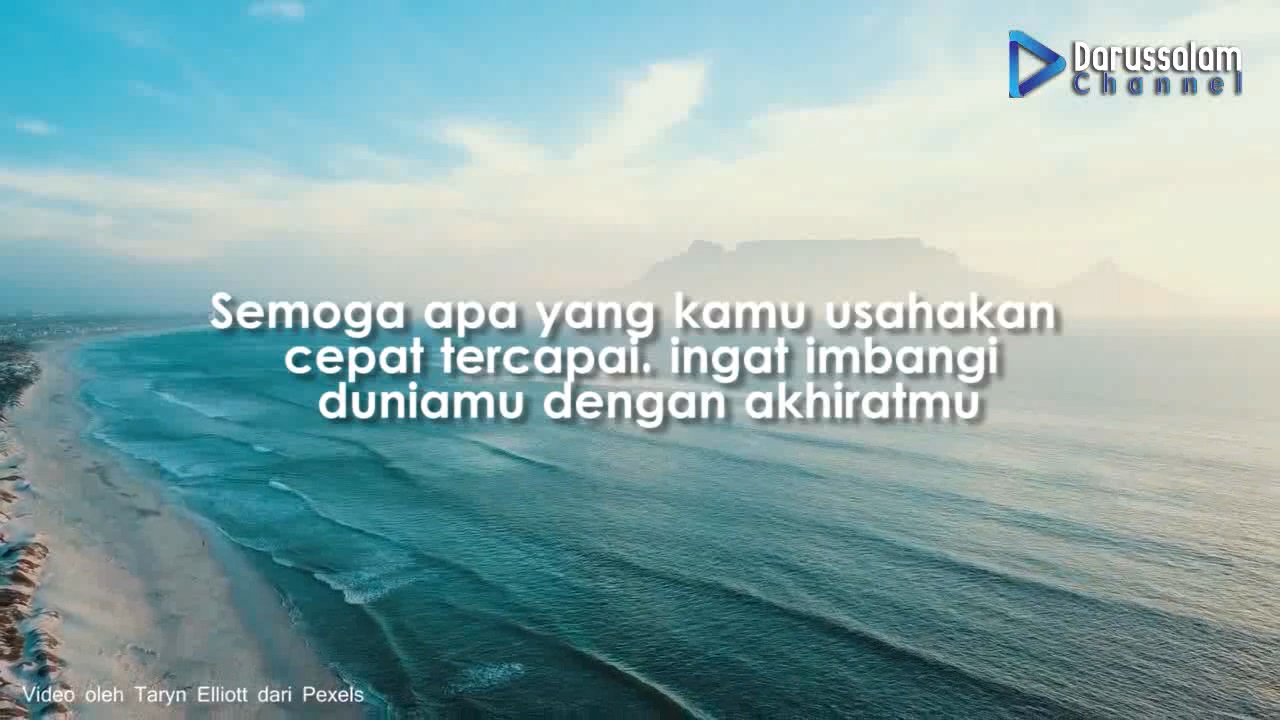 Darussalam
Channel
Semoga apa yang kamu usahakan
cepat tercapai. ingat imbangi
duniamu dengan akhiratmu
Video oleh Taryn Elliott dari Pexels